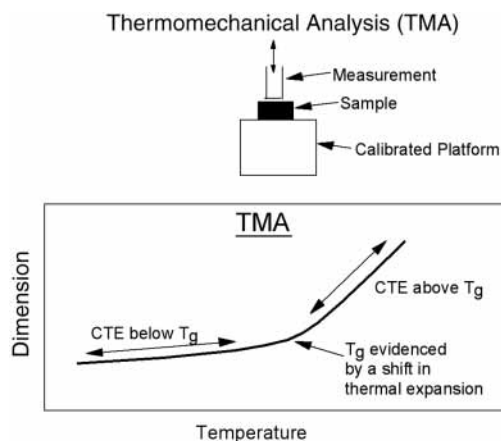 Thermomechanical Analysis (TMA)
Measurement
Sample
Calibrated Platform
TMA
Dimension
CTE above Tg
CTE below Tg
Tg evidenced
by a shift in
thermal expansion
Temperature